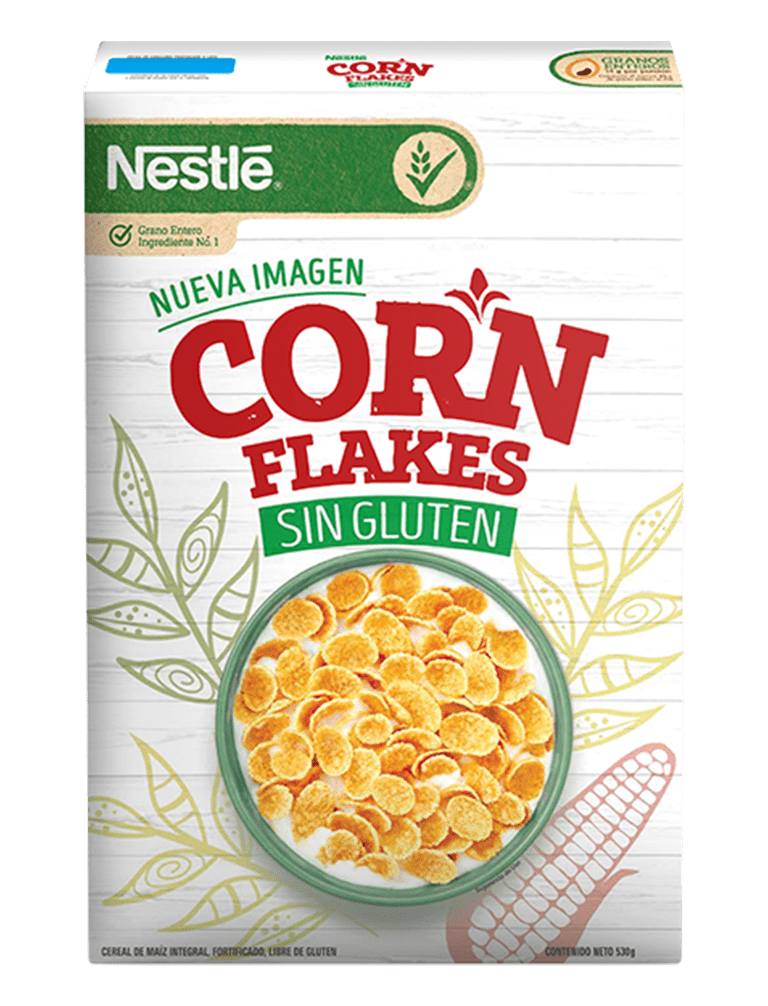 Nestlé
CORN
FLAKES
SIN GLUTEN
GRANOS
ENTEROS
Nestlé®
Grano Entero
Ingrediente No. 1
NUEVA IMAGEN
CORN
FLAKES
SIN GLUTEN
CEREAL DE MAÍZ INTEGRAL, FORTIFICADO, LIBRE DE GLUTEN
CONTENIDO NETO 530g